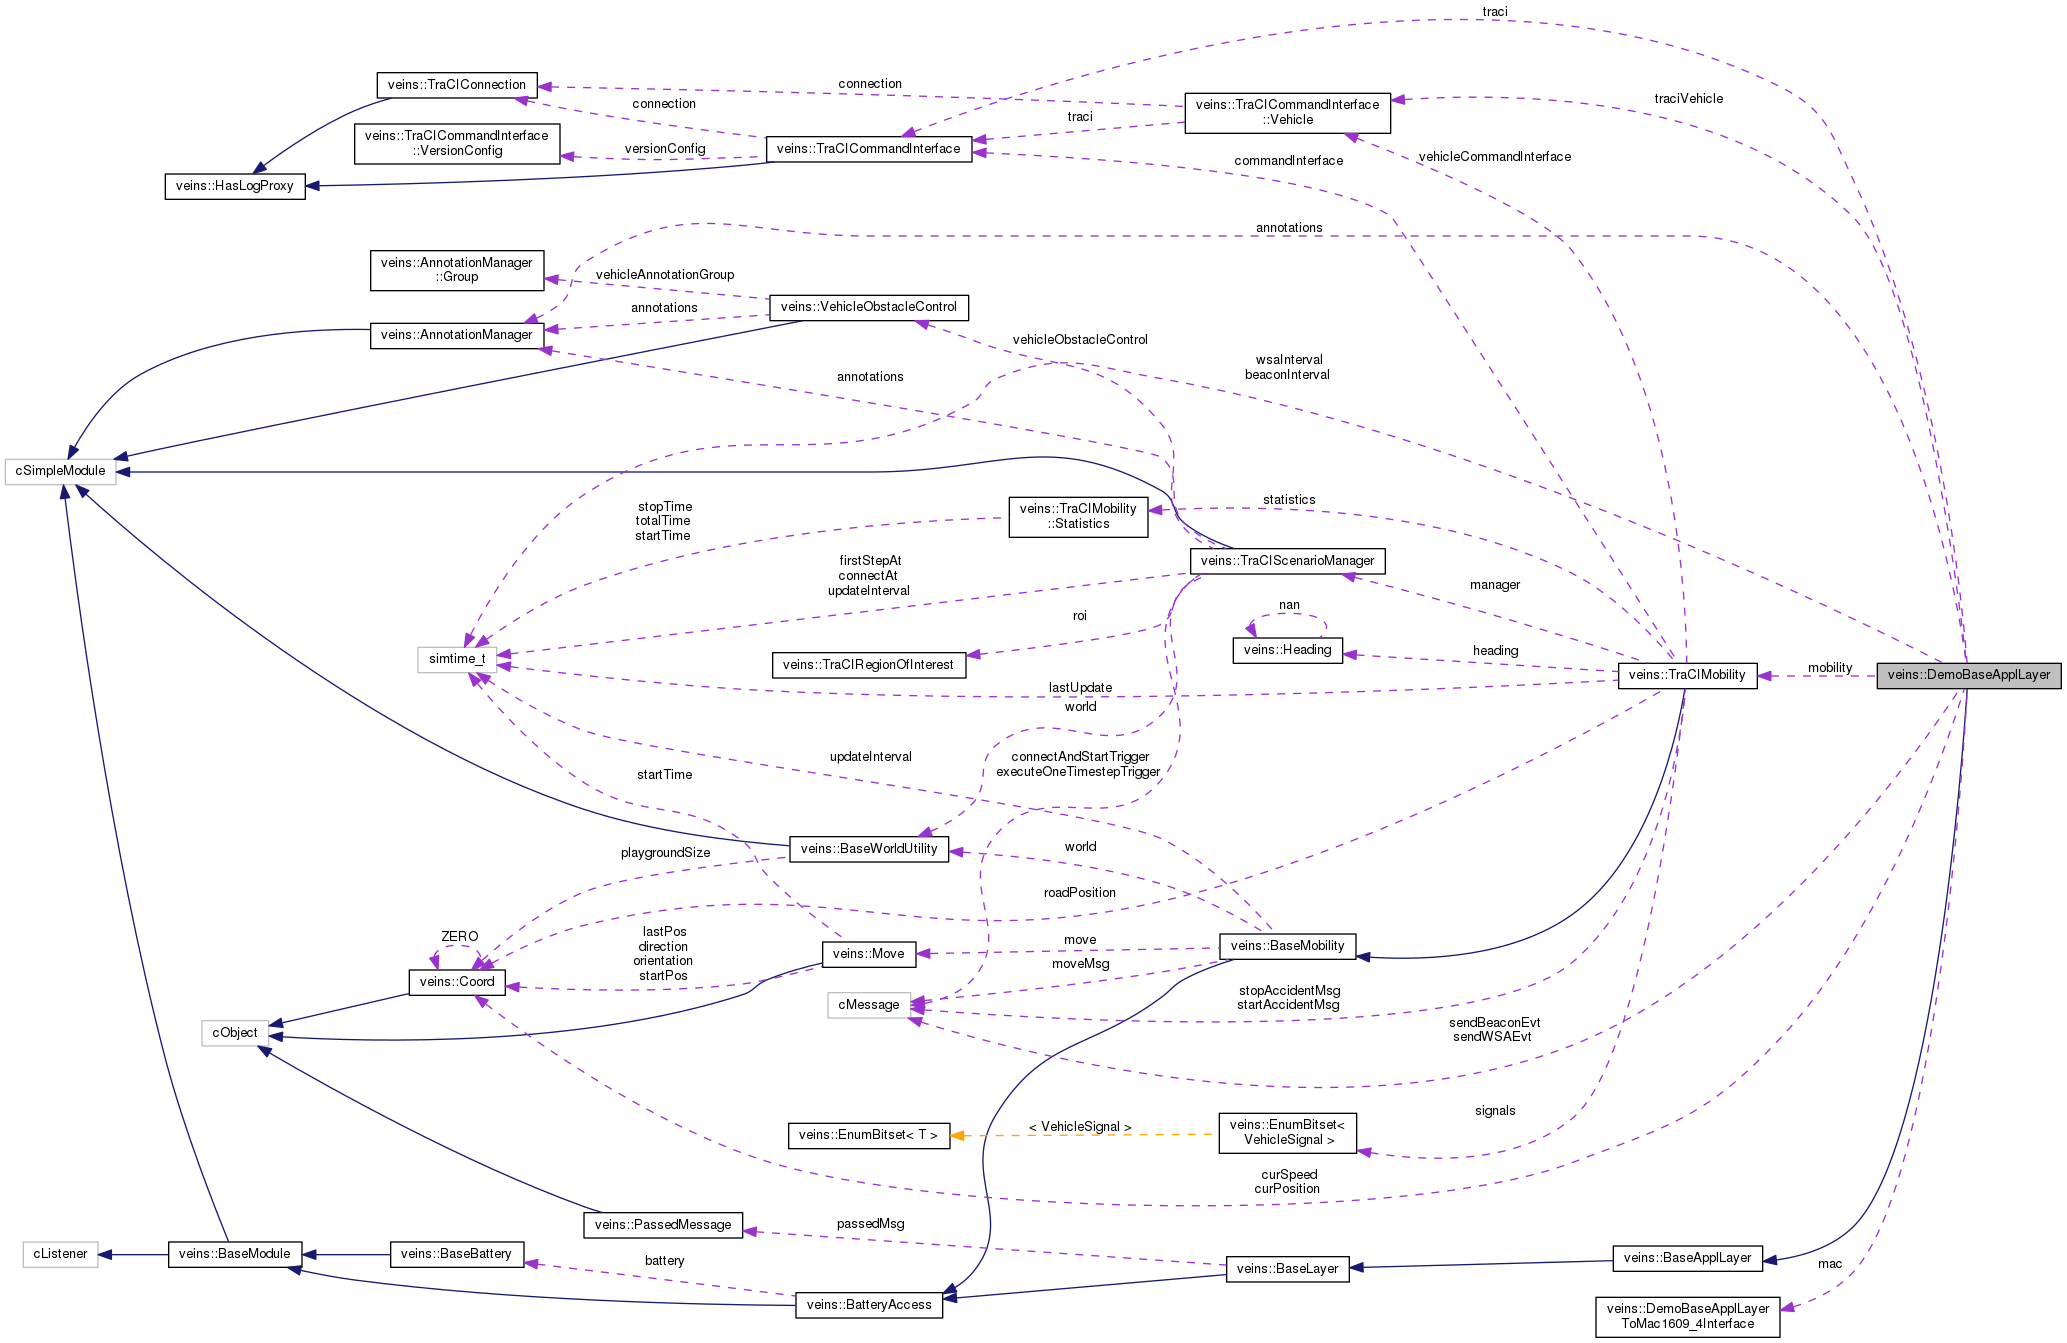 traci
veins::TraCIConnection
connection
traciVehicle
veins::TraCICommandInterface
::Vehicle
connection
traci
veins::TraCICommandInterface
::VersionConfig
versionConfig
veins::TraCICommandInterface
commandInterface
vehicleCommandInterface
veins::HasLogProxy
annotations
veins::AnnotationManager
::Group
vehicleAnnotationGroup
veins::VehicleObstacleControl
annotations
veins::AnnotationManager
vehicleObstacleControl
wsaInterval
beaconInterval
annotations
cSimpleModule
stopTime
totalTime
startTime
veins::TraCIMobility
::Statistics
statistics
veins::TraCIScenarioManager
firstStepAt
connectAt
updateInterval
manager
nan
roi
simtime_t
veins::TraCIRegionOfInterest
veins::Heading
heading
veins::TraCIMobility
mobility
veins::DemoBaseApplLayer
lastUpdate
world
updateInterval
connectAndStartTrigger
executeOneTimestepTrigger
startTime
veins::BaseWorldUtility
playgroundSize
world
roadPosition
ZERO
lastPos
direction
orientation
startPos
veins::Move
move
veins::BaseMobility
moveMsg
veins::Coord
cMessage
stopAccidentMsg
startAccidentMsg
cObject
sendBeaconEvt
sendWSAEvt
veins::EnumBitset< T >
< VehicleSignal >
veins::EnumBitset<
VehicleSignal >
signals
curSpeed
curPosition
veins::PassedMessage
passedMsg
cListener
veins::BaseModule
veins::BaseBattery
battery
veins::BaseLayer
veins::BaseApplLayer
mac
veins::BatteryAccess
veins::DemoBaseApplLayer
ToMac1609_4Interface